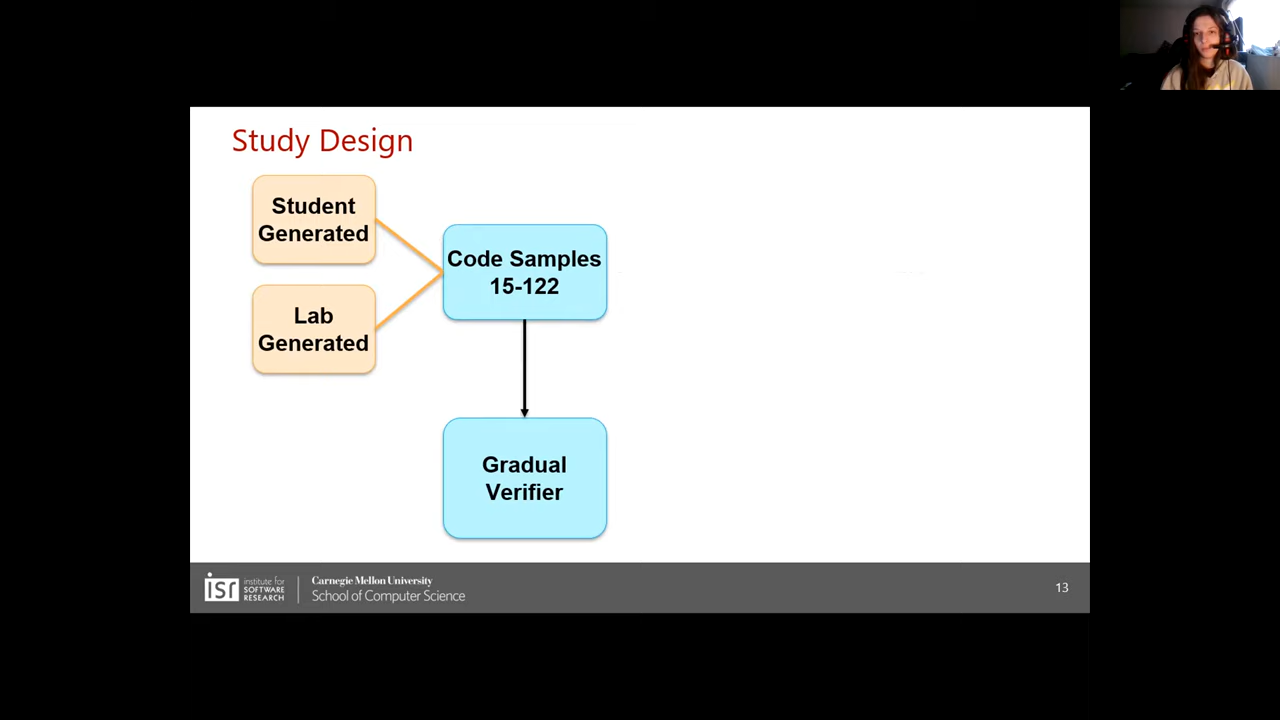 Study Design
Student
Generated
Lab
Generated
Code Samples
15-122
Gradual
Verifier
isr
institute for
SOFTWARE
RESEARCH
Carnegie Mellon University
School of Computer Science
13